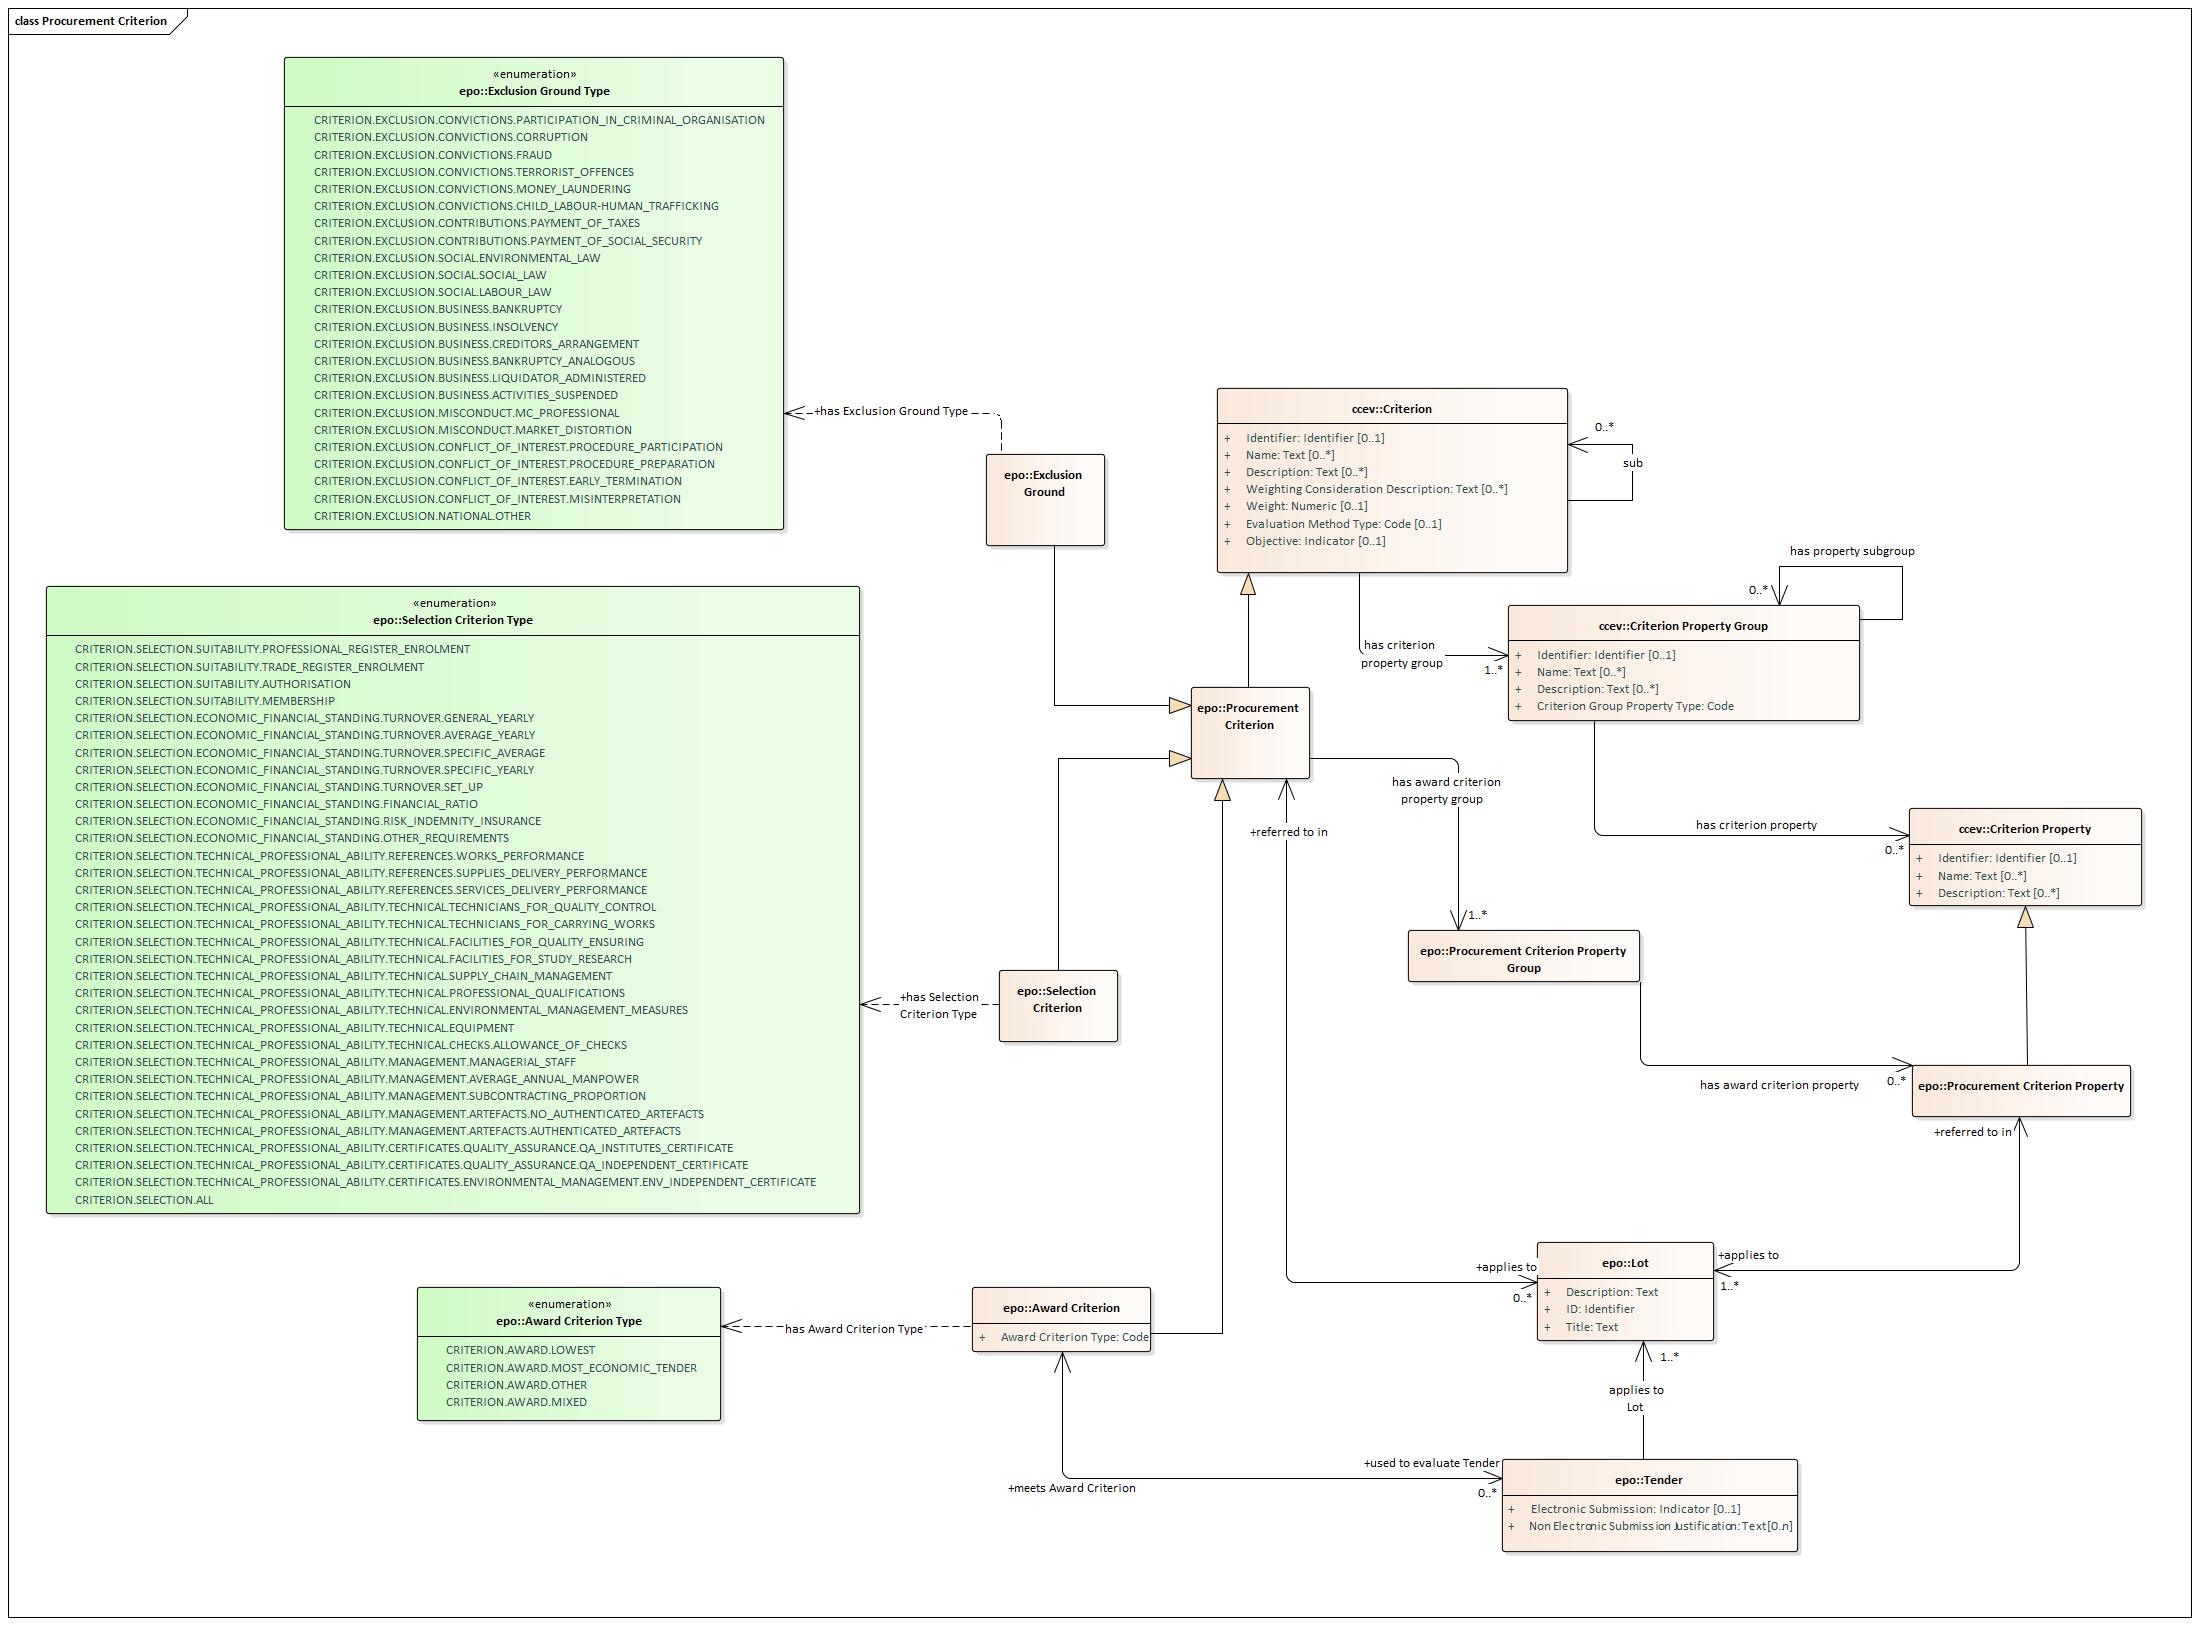 class Procurement Criterion
«enumeration»
epo::Exclusion Ground Type
CRITERION.EXCLUSION.CONVICTIONS.PARTICIPATION_IN_CRIMINAL_ORGANISATION
CRITERION.EXCLUSION.CONVICTIONS.CORRUPTION
CRITERION.EXCLUSION.CONVICTIONS.FRAUD
CRITERION.EXCLUSION.CONVICTIONS.TERRORIST_OFFENCES
CRITERION.EXCLUSION.CONVICTIONS.MONEY_LAUNDERING
CRITERION.EXCLUSION.CONVICTIONS.CHILD_LABOUR-HUMAN_TRAFFICKING
CRITERION.EXCLUSION.CONTRIBUTIONS.PAYMENT_OF_TAXES
CRITERION.EXCLUSION.CONTRIBUTIONS.PAYMENT_OF_SOCIAL_SECURITY
CRITERION.EXCLUSION.SOCIAL.ENVIRONMENTAL_LAW
CRITERION.EXCLUSION.SOCIAL.SOCIAL_LAW
CRITERION.EXCLUSION.SOCIAL.LABOUR_LAW
CRITERION.EXCLUSION.BUSINESS.BANKRUPTCY
CRITERION.EXCLUSION.BUSINESS.INSOLVENCY
CRITERION.EXCLUSION.BUSINESS.CREDITORS_ARRANGEMENT
CRITERION.EXCLUSION.BUSINESS.BANKRUPTCY_ANALOGOUS
CRITERION.EXCLUSION.BUSINESS.LIQUIDATOR_ADMINISTERED
CRITERION.EXCLUSION.BUSINESS.ACTIVITIES_SUSPENDED
CRITERION.EXCLUSION.MISCONDUCT.MC_PROFESSIONAL
CRITERION.EXCLUSION.MISCONDUCT.MARKET_DISTORTION
CRITERION.EXCLUSION.CONFLICT_OF_INTEREST.PROCEDURE_PARTICIPATION
CRITERION.EXCLUSION.CONFLICT_OF_INTEREST.PROCEDURE_PREPARATION
CRITERION.EXCLUSION.CONFLICT_OF_INTEREST.EARLY_TERMINATION
CRITERION.EXCLUSION.CONFLICT_OF_INTEREST.MISINTERPRETATION
CRITERION.EXCLUSION.NATIONAL.OTHER
+has Exclusion Ground Type
epo::Exclusion
Ground
ccev::Criterion
+ Identifier: Identifier [0..1]
+ Name: Text [0..*]
+ Description: Text [0..*]
+ Weighting Consideration Description: Text [0..*]
+ Weight: Numeric [0..1]
+ Evaluation Method Type: Code [0..1]
+ Objective: Indicator [0..1]
0..*
sub
has property subgroup
0..*
has criterion
property group
1..*
ccev::Criterion Property Group
+ Identifier: Identifier [0..1]
+ Name: Text [0..*]
+ Description: Text [0..*]
+ Criterion Group Property Type: Code
«enumeration»
epo::Selection Criterion Type
CRITERION.SELECTION.SUITABILITY.PROFESSIONAL_REGISTER_ENROLMENT
CRITERION.SELECTION.SUITABILITY.TRADE_REGISTER_ENROLMENT
CRITERION.SELECTION.SUITABILITY.AUTHORISATION
CRITERION.SELECTION.SUITABILITY.MEMBERSHIP
CRITERION.SELECTION.ECONOMIC_FINANCIAL_STANDING.TURNOVER.GENERAL_YEARLY
CRITERION.SELECTION.ECONOMIC_FINANCIAL_STANDING.TURNOVER.AVERAGE_YEARLY
CRITERION.SELECTION.ECONOMIC_FINANCIAL_STANDING.TURNOVER.SPECIFIC_AVERAGE
CRITERION.SELECTION.ECONOMIC_FINANCIAL_STANDING.TURNOVER.SPECIFIC_YEARLY
CRITERION.SELECTION.ECONOMIC_FINANCIAL_STANDING.TURNOVER.SET_UP
CRITERION.SELECTION.ECONOMIC_FINANCIAL_STANDING.FINANCIAL_RATIO
CRITERION.SELECTION.ECONOMIC_FINANCIAL_STANDING.RISK_INDEMNITY_INSURANCE
CRITERION.SELECTION.ECONOMIC_FINANCIAL_STANDING.OTHER_REQUIREMENTS
CRITERION.SELECTION.TECHNICAL_PROFESSIONAL_ABILITY.REFERENCES.WORKS_PERFORMANCE
CRITERION.SELECTION.TECHNICAL_PROFESSIONAL_ABILITY.REFERENCES.SUPPLIES_DELIVERY_PERFORMANCE
CRITERION.SELECTION.TECHNICAL_PROFESSIONAL_ABILITY.REFERENCES.SERVICES_DELIVERY_PERFORMANCE
CRITERION.SELECTION.TECHNICAL_PROFESSIONAL_ABILITY.TECHNICAL.TECHNICIANS_FOR_QUALITY_CONTROL
CRITERION.SELECTION.TECHNICAL_PROFESSIONAL_ABILITY.TECHNICAL.TECHNICIANS_FOR_CARRYING_WORKS
CRITERION.SELECTION.TECHNICAL_PROFESSIONAL_ABILITY.TECHNICAL.FACILITIES_FOR_QUALITY_ENSURING
CRITERION.SELECTION.TECHNICAL_PROFESSIONAL_ABILITY.TECHNICAL.FACILITIES_FOR_STUDY_RESEARCH
CRITERION.SELECTION.TECHNICAL_PROFESSIONAL_ABILITY.TECHNICAL.SUPPLY_CHAIN_MANAGEMENT
CRITERION.SELECTION.TECHNICAL_PROFESSIONAL_ABILITY.TECHNICAL.PROFESSIONAL_QUALIFICATIONS
CRITERION.SELECTION.TECHNICAL_PROFESSIONAL_ABILITY.TECHNICAL.ENVIRONMENTAL_MANAGEMENT_MEASURES
CRITERION.SELECTION.TECHNICAL_PROFESSIONAL_ABILITY.TECHNICAL.EQUIPMENT
CRITERION.SELECTION.TECHNICAL_PROFESSIONAL_ABILITY.TECHNICAL.CHECKS.ALLOWANCE_OF_CHECKS
CRITERION.SELECTION.TECHNICAL_PROFESSIONAL_ABILITY.MANAGEMENT.MANAGERIAL_STAFF
CRITERION.SELECTION.TECHNICAL_PROFESSIONAL_ABILITY.MANAGEMENT.AVERAGE_ANNUAL_MANPOWER
CRITERION.SELECTION.TECHNICAL_PROFESSIONAL_ABILITY.MANAGEMENT.SUBCONTRACTING_PROPORTION
CRITERION.SELECTION.TECHNICAL_PROFESSIONAL_ABILITY.MANAGEMENT.ARTEFACTS.NO_AUTHENTICATED_ARTEFACTS
CRITERION.SELECTION.TECHNICAL_PROFESSIONAL_ABILITY.MANAGEMENT.ARTEFACTS.AUTHENTICATED_ARTEFACTS
CRITERION.SELECTION.TECHNICAL_PROFESSIONAL_ABILITY.CERTIFICATES.QUALITY_ASSURANCE.QA_INSTITUTES_CERTIFICATE
CRITERION.SELECTION.TECHNICAL_PROFESSIONAL_ABILITY.CERTIFICATES.QUALITY_ASSURANCE.QA_INDEPENDENT_CERTIFICATE
CRITERION.SELECTION.TECHNICAL_PROFESSIONAL_ABILITY.CERTIFICATES.ENVIRONMENTAL_MANAGEMENT.ENV_INDEPENDENT_CERTIFICATE
CRITERION.SELECTION.ALL
epo::Procurement
Criterion
has award criterion
property group
1..*
+referred to in
has criterion property
0..*
ccev::Criterion Property
+ Identifier: Identifier [0..1]
+ Name: Text [0..*]
+ Description: Text [0..*]
epo::Procurement Criterion Property
Group
+has Selection
Criterion Type
epo::Selection
Criterion
has award criterion property
0..*
epo::Procurement Criterion Property
+referred to in
+applies to
0..*
epo::Lot
+ Description: Text
+ ID: Identifier
+ Title: Text
+applies to
1..*
«enumeration»
epo::Award Criterion Type
CRITERION.AWARD.LOWEST
CRITERION.AWARD.MOST_ECONOMIC_TENDER
CRITERION.AWARD.OTHER
CRITERION.AWARD.MIXED
has Award Criterion Type
epo::Award Criterion
+ Award Criterion Type: Code
1..*
applies to
Lot
+used to evaluate Tender
+meets Award Criterion
0..*
epo::Tender
+ Electronic Submission: Indicator [0..1]
+ Non Electronic Submission Justification: Text[0..n]